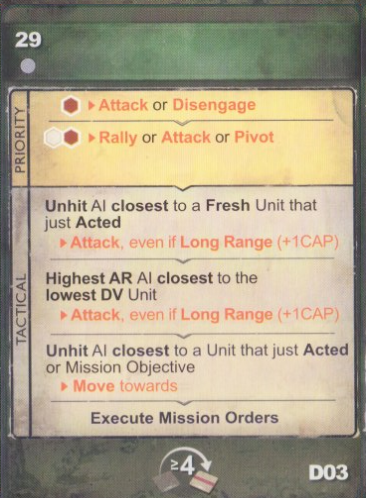 29
Attack or Disengage
Rally or Attack or Pivot
PRIORITY
Unhit AI closest to a Fresh Unit that
just Acted
Attack, even if Long Range (+1CAP)
Highest AR AI closest to the
lowest DV Unit
Attack, even if Long Range (+1CAP)
Unhit AI closest to a Unit that just Acted
or Mission Objective
Move towards
TACTICAL
Execute Mission Orders
≥4
D03